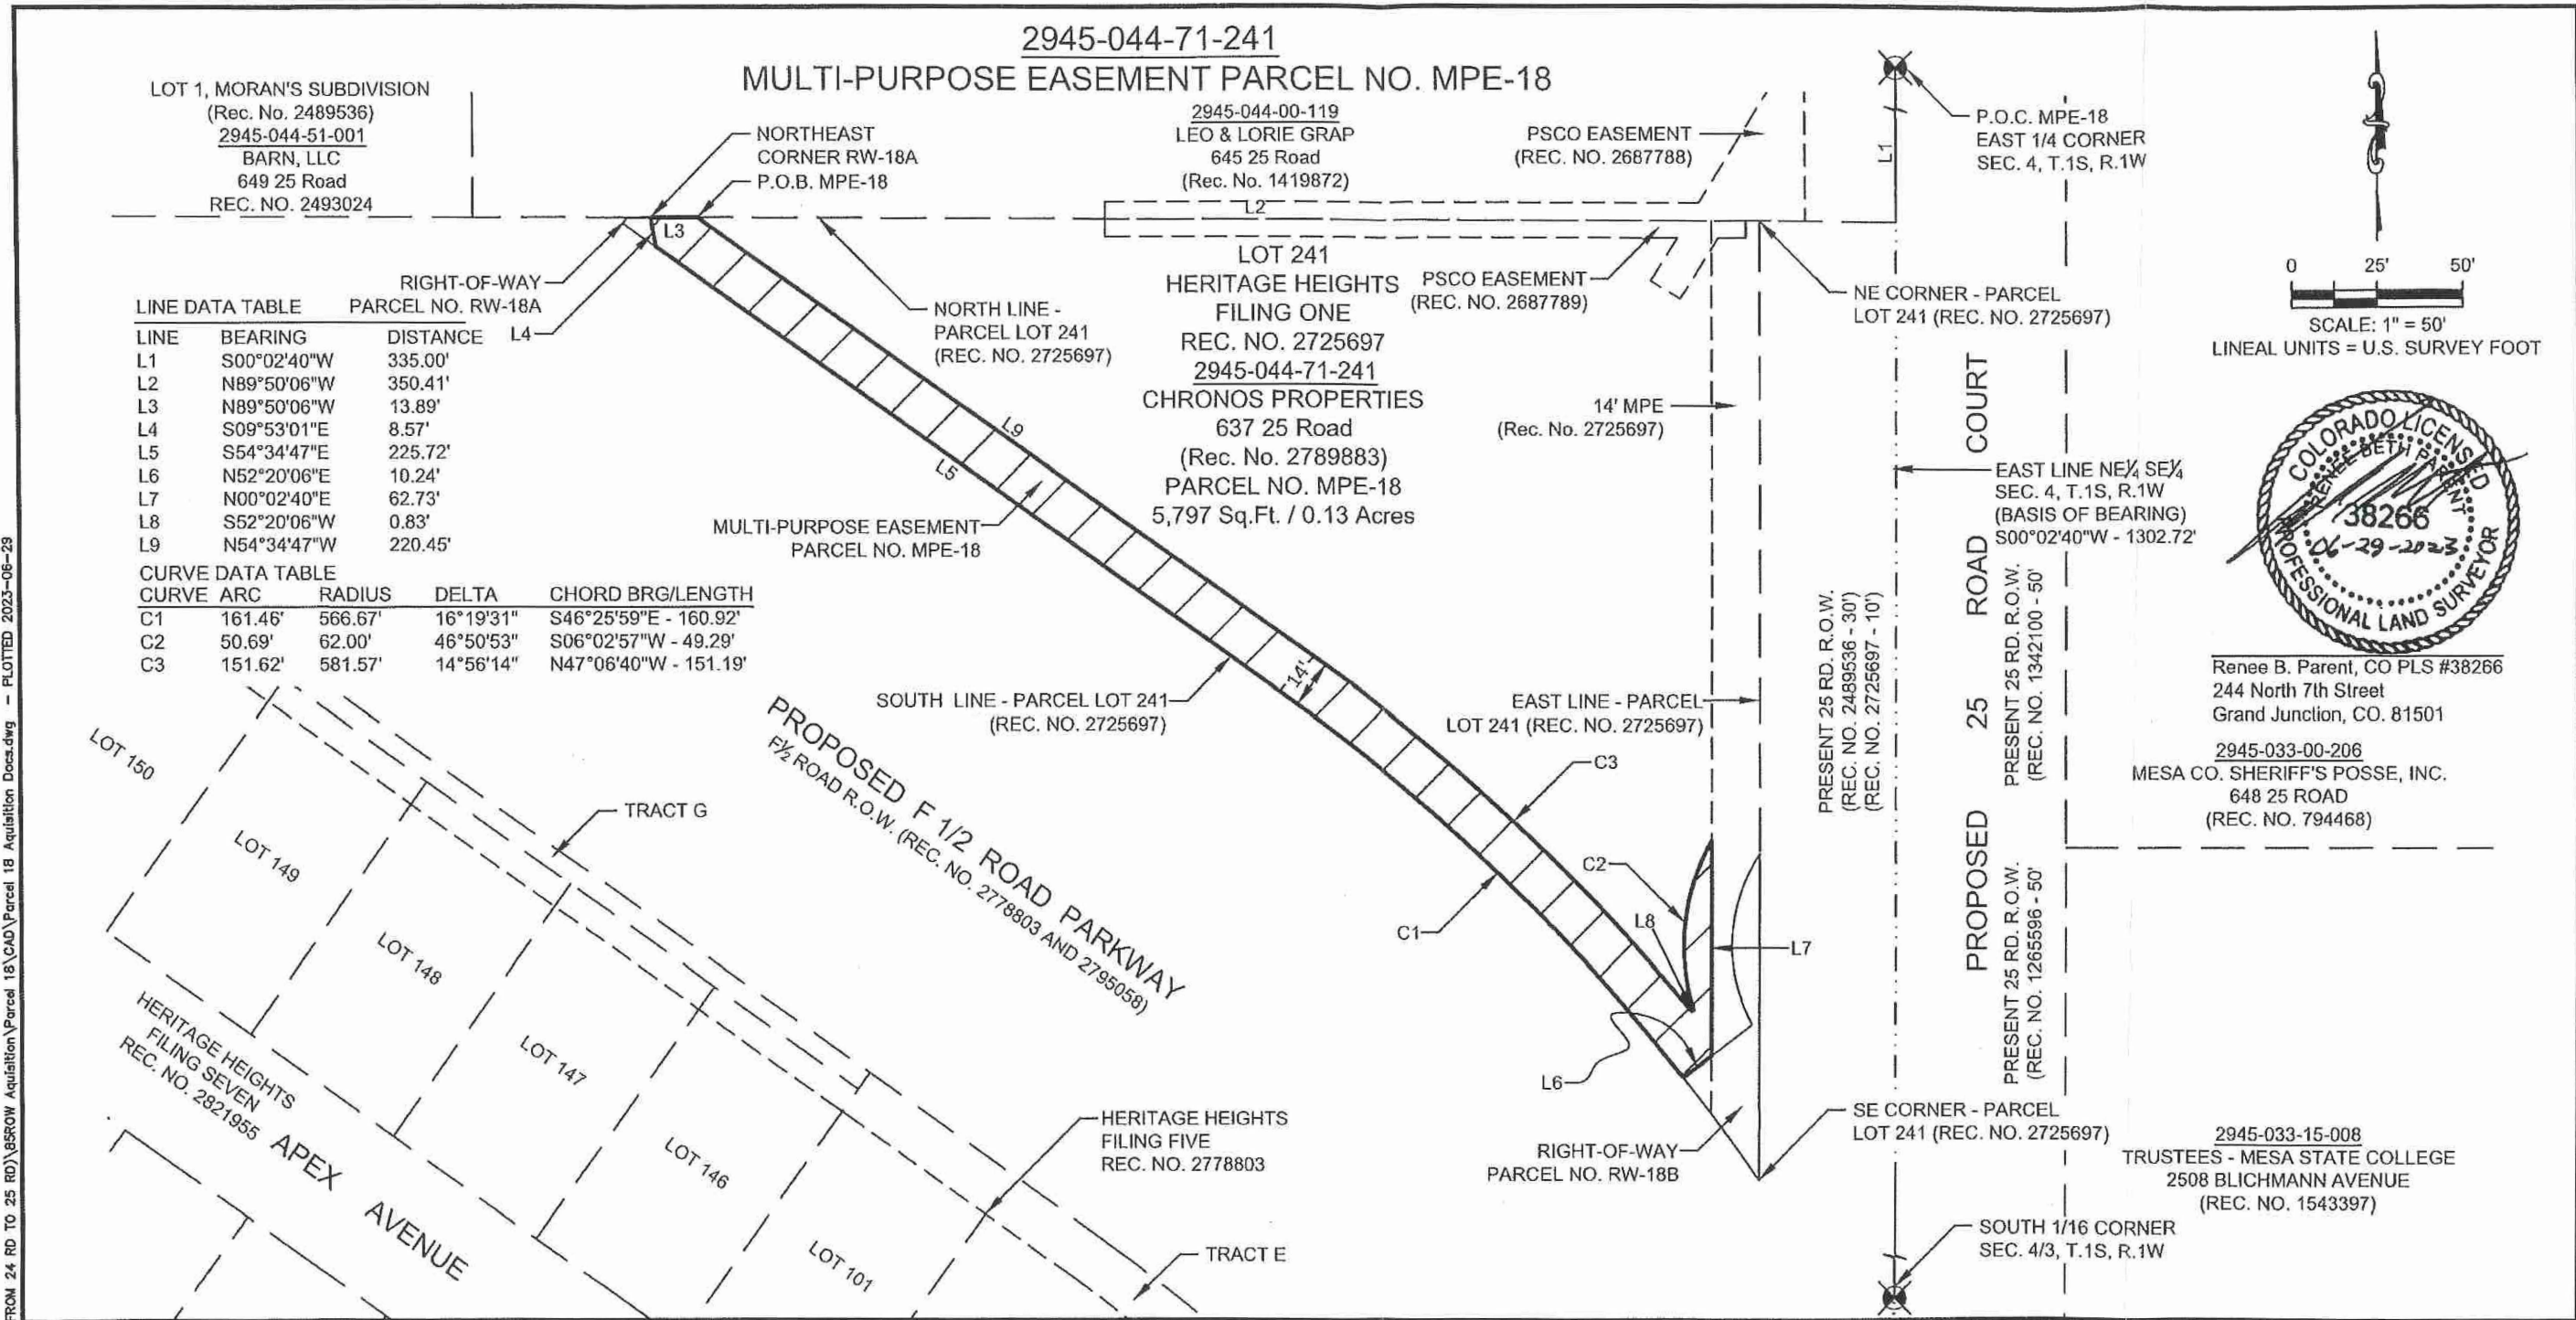 2945-044-71-241
MULTI-PURPOSE EASEMENT PARCEL NO. MPE-18
LOT 1, MORAN'S SUBDIVISION
(Rec. No. 2489536)
2945-044-51-001
BARN, LLC
649 25 Road
REC. NO. 2493024
NORTHEAST
CORNER RW-18A
P.O.B. MPE-18
2945-044-00-119
LEO & LORIE GRAP
645 25 Road
(Rec. No. 1419872)
PSCO EASEMENT
(REC. NO. 2687788)
L1
P.O.C. MPE-18
EAST 1/4 CORNER
SEC. 4, T.1S, R.1W
L2
L3
RIGHT-OF-WAY
PARCEL NO. RW-18A
L4
NORTH LINE -
PARCEL LOT 241
(REC. NO. 2725697)
LOT 241
HERITAGE HEIGHTS
FILING ONE
REC. NO. 2725697
2945-044-71-241
CHRONOS PROPERTIES
637 25 Road
(Rec. No. 2789883)
PARCEL NO. MPE-18
5,797 Sq.Ft. / 0.13 Acres
PSCO EASEMENT
(REC. NO. 2687789)
NE CORNER - PARCEL
LOT 241 (REC. NO. 2725697)
0 25' 50'
SCALE: 1" = 50'
LINEAL UNITS = U.S. SURVEY FOOT
LINE DATA TABLE
LINE BEARING DISTANCE
L1 S00°02'40"W 335.00'
L2 N89°50'06"W 350.41'
L3 N89°50'06"W 13.89'
L4 S09°53'01"E 8.57'
L5 S54°34'47"E 225.72'
L6 N52°20'06"E 10.24'
L7 N00°02'40"E 62.73'
L8 S52°20'06"W 0.83'
L9 N54°34'47"W 220.45'
CURVE DATA TABLE
CURVE ARC RADIUS DELTA CHORD BRG/LENGTH
C1 161.46' 566.67' 16°19'31" S46°25'59"E - 160.92'
C2 50.69' 62.00' 46°50'53" S06°02'57"W - 49.29'
C3 151.62' 581.57' 14°56'14" N47°06'40"W - 151.19'
L9
L5
14' MPE
(Rec. No. 2725697)
MULTI-PURPOSE EASEMENT
PARCEL NO. MPE-18
EAST LINE NE¼ SE¼
SEC. 4, T.1S, R.1W
(BASIS OF BEARING)
S00°02'40"W - 1302.72'
COLORADO LICENSED
RENEE BETH PARENT
38266
06-29-2023
PROFESSIONAL LAND SURVEYOR
Renee B. Parent, CO PLS #38266
244 North 7th Street
Grand Junction, CO. 81501
2945-033-00-206
MESA CO. SHERIFF'S POSSE, INC.
648 25 ROAD
(REC. NO. 794468)
SOUTH LINE - PARCEL LOT 241
(REC. NO. 2725697)
14'
EAST LINE - PARCEL
LOT 241 (REC. NO. 2725697)
PRESENT 25 RD. R.O.W.
(REC. NO. 2489536 - 30')
(REC. NO. 2725697 - 10')
PROPOSED 25 ROAD COURT
PRESENT 25 RD. R.O.W.
(REC. NO. 1342100 - 50')
PRESENT 25 RD. R.O.W.
(REC. NO. 1265596 - 50')
PROPOSED F 1/2 ROAD PARKWAY
F½ ROAD R.O.W. (REC. NO. 2778803 AND 2795058)
C3
C2
C1
L8
L7
L6
LOT 150
LOT 149
LOT 148
LOT 147
LOT 146
LOT 101
TRACT G
HERITAGE HEIGHTS
FILING SEVEN
REC. NO. 2821955
APEX AVENUE
HERITAGE HEIGHTS
FILING FIVE
REC. NO. 2778803
TRACT E
RIGHT-OF-WAY
PARCEL NO. RW-18B
SE CORNER - PARCEL
LOT 241 (REC. NO. 2725697)
2945-033-15-008
TRUSTEES - MESA STATE COLLEGE
2508 BLICHMANN AVENUE
(REC. NO. 1543397)
SOUTH 1/16 CORNER
SEC. 4/3, T.1S, R.1W
FROM 24 RD TO 25 RD)\85ROW Aquisition\Parcel 18\CAD\Parcel 18 Aquisition Docs.dwg - PLOTTED 2023-06-29